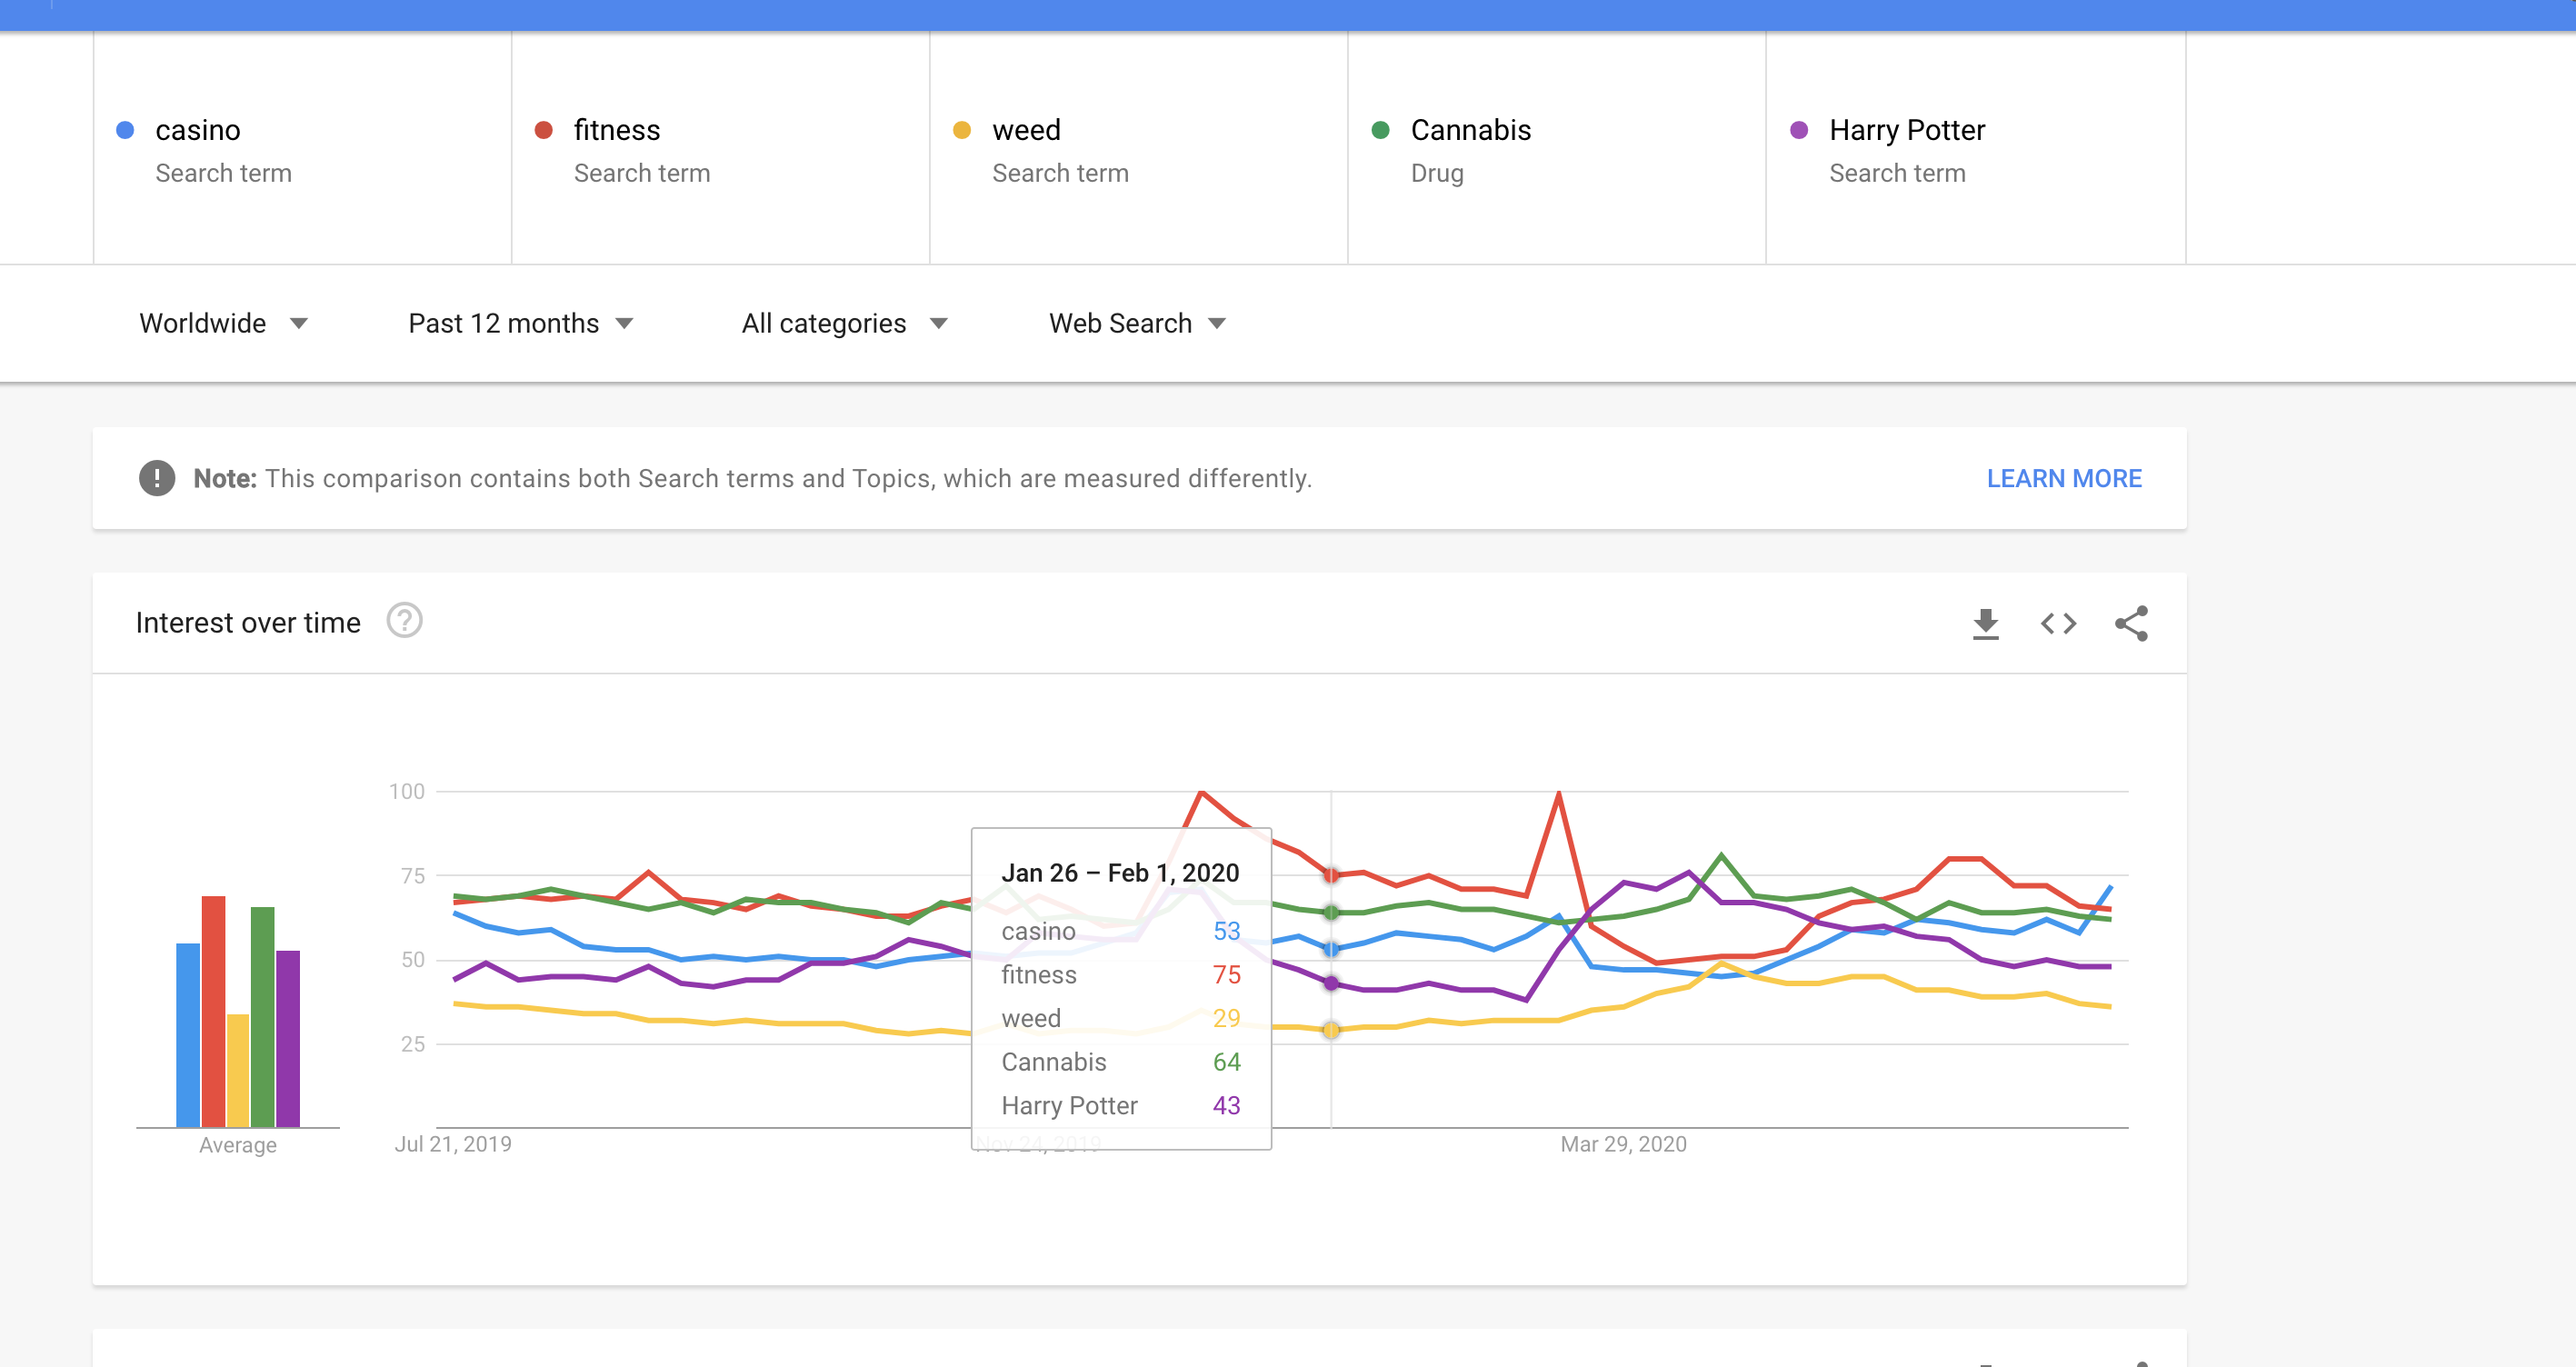 casino
Search term
fitness
Search term
weed
Search term
Cannabis
Drug
Harry Potter
Search term
Worldwide
Past 12 months
All categories
Web Search
! Note: This comparison contains both Search terms and Topics, which are measured differently.
LEARN MORE
Interest over time ?
100
75
50
25
Average
Jul 21, 2019
Nov 24, 2019
Mar 29, 2020
Jan 26 – Feb 1, 2020
casino 53
fitness 75
weed 29
Cannabis 64
Harry Potter 43